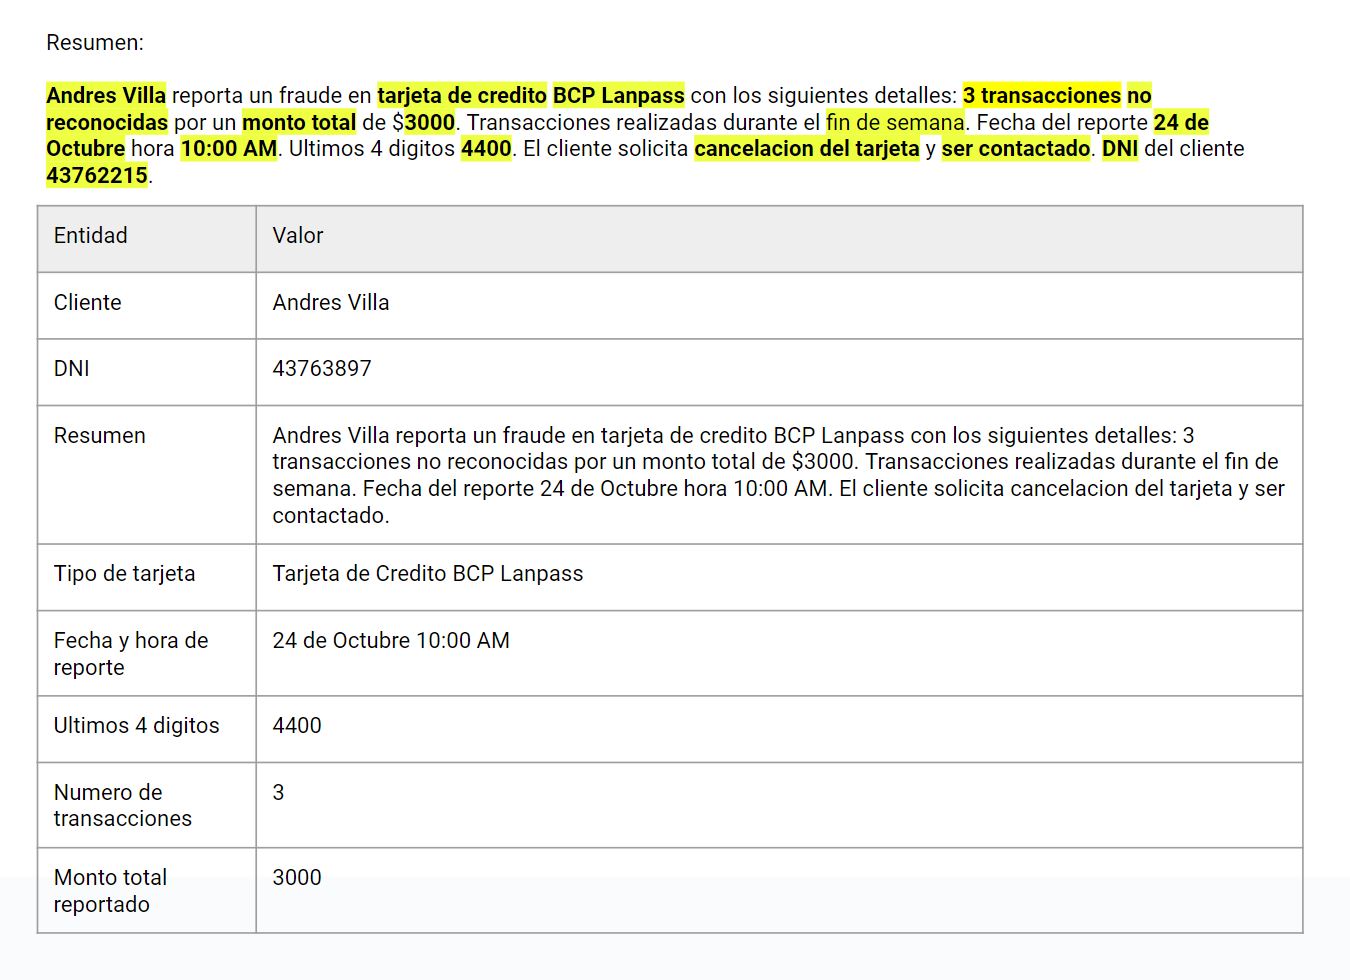 Resumen:
Andres Villa reporta un fraude en tarjeta de credito BCP Lanpass con los siguientes detalles: 3 transacciones no
reconocidas por un monto total de $3000. Transacciones realizadas durante el fin de semana. Fecha del reporte 24 de
Octubre hora 10:00 AM. Ultimos 4 digitos 4400. El cliente solicita cancelacion del tarjeta y ser contactado. DNI del cliente
43762215.
Entidad Valor
Cliente Andres Villa
DNI 43763897
Resumen Andres Villa reporta un fraude en tarjeta de credito BCP Lanpass con los siguientes detalles: 3
transacciones no reconocidas por un monto total de $3000. Transacciones realizadas durante el fin de
semana. Fecha del reporte 24 de Octubre hora 10:00 AM. El cliente solicita cancelacion del tarjeta y ser
contactado.
Tipo de tarjeta Tarjeta de Credito BCP Lanpass
Fecha y hora de 24 de Octubre 10:00 AM
reporte
Ultimos 4 digitos 4400
Numero de 3
transacciones
Monto total 3000
reportado